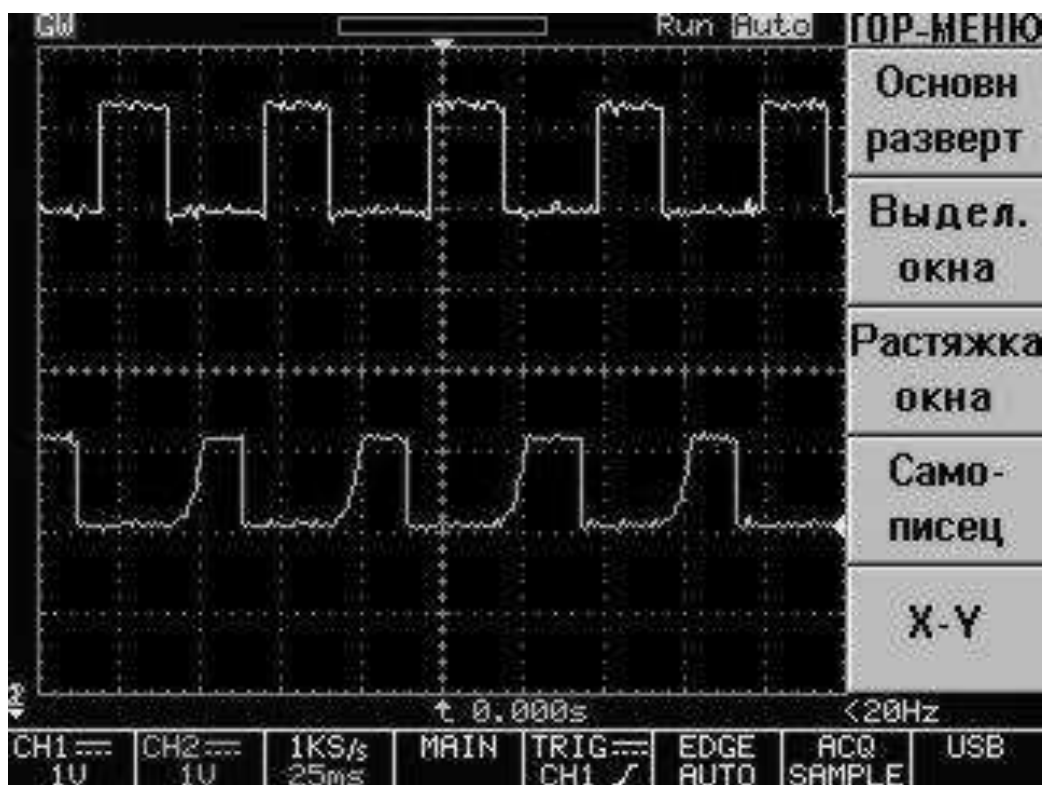 GW Run Auto
ГОР-МЕНЮ
Основн
разверт
Выдел.
окна
Растяжка
окна
Само-
писец
X-Y
0.000s <20Hz
CH1 CH2 1KS/s MAIN TRIG EDGE ACQ USB
1V 1V 25ms CH1 AUTO SAMPLE